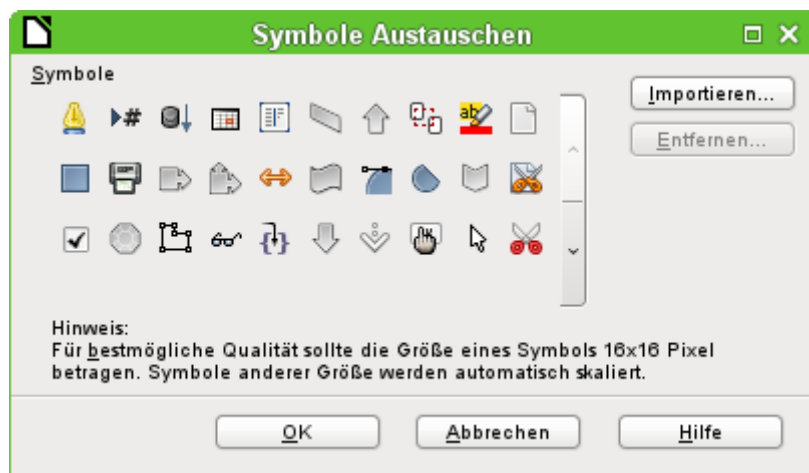 Symbole Austauschen
Symbole
Importieren...
Entfernen...
Hinweis:
Für bestmögliche Qualität sollte die Größe eines Symbols 16x16 Pixel
betragen. Symbole anderer Größe werden automatisch skaliert.
OK
Abbrechen
Hilfe